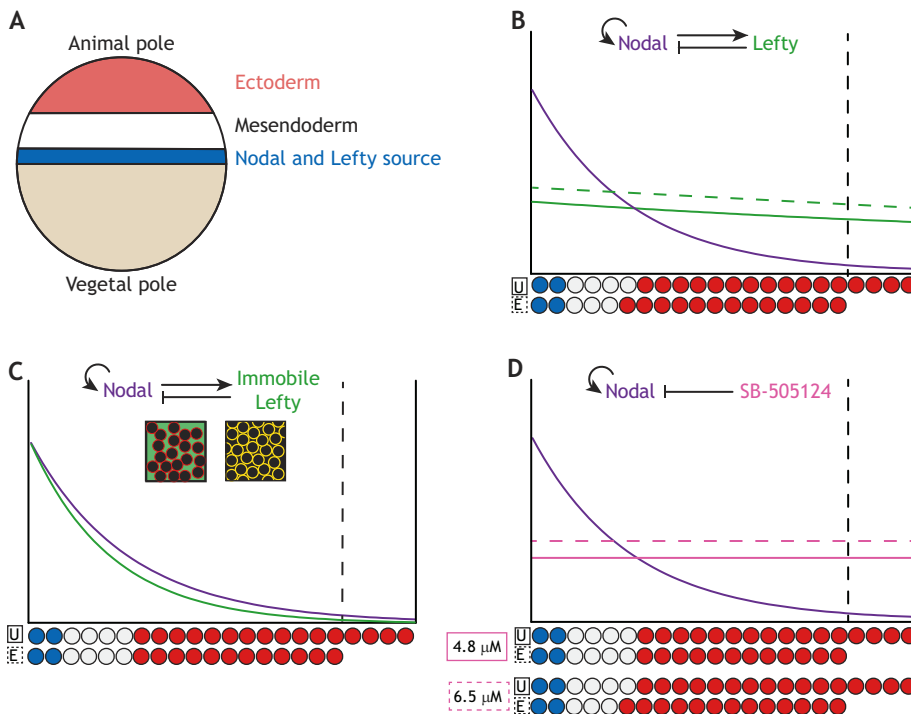 A
Animal pole
Ectoderm
Mesendoderm
Nodal and Lefty source
Vegetal pole
B
Nodal
Lefty
U
E
C
Nodal
Immobile
Lefty
U
E
D
Nodal
SB-505124
4.8 μM
U
E
6.5 μM
U
E